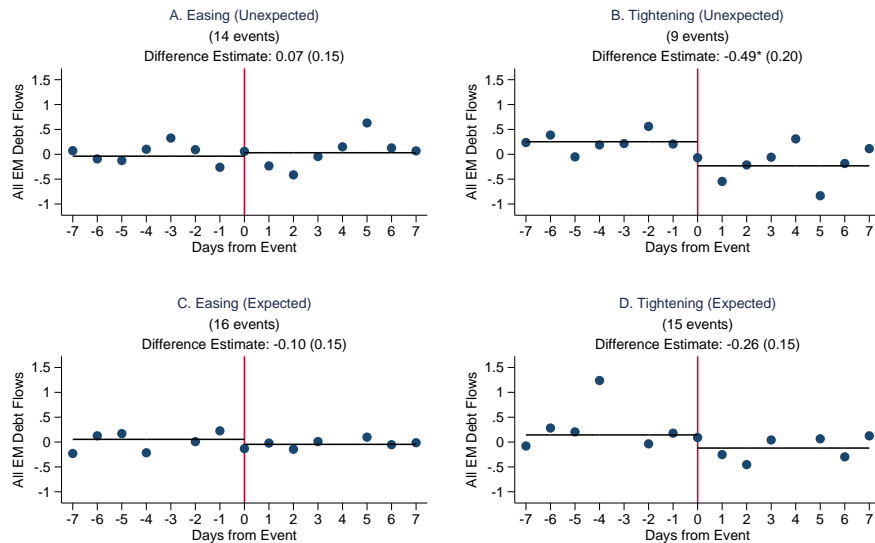 A. Easing (Unexpected)
(14 events)
Difference Estimate: 0.07 (0.15)
All EM Debt Flows
1.5
1
.5
0
-.5
-1
-7 -6 -5 -4 -3 -2 -1 0 1 2 3 4 5 6 7
Days from Event
B. Tightening (Unexpected)
(9 events)
Difference Estimate: -0.49* (0.20)
All EM Debt Flows
1.5
1
.5
0
-.5
-1
-7 -6 -5 -4 -3 -2 -1 0 1 2 3 4 5 6 7
Days from Event
C. Easing (Expected)
(16 events)
Difference Estimate: -0.10 (0.15)
All EM Debt Flows
1.5
1
.5
0
-.5
-1
-7 -6 -5 -4 -3 -2 -1 0 1 2 3 4 5 6 7
Days from Event
D. Tightening (Expected)
(15 events)
Difference Estimate: -0.26 (0.15)
All EM Debt Flows
1.5
1
.5
0
-.5
-1
-7 -6 -5 -4 -3 -2 -1 0 1 2 3 4 5 6 7
Days from Event